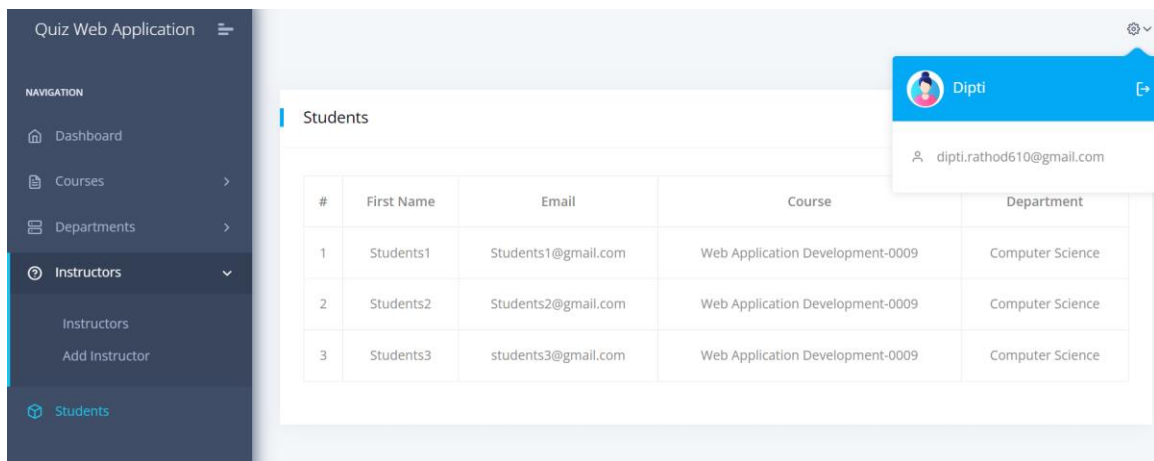 Quiz Web Application
NAVIGATION
Dashboard
Courses
Departments
Instructors
Instructors
Add Instructor
Students
Dipti
dipti.rathod610@gmail.com
Students
# First Name Email Course Department
1 Students1 Students1@gmail.com Web Application Development-0009 Computer Science
2 Students2 Students2@gmail.com Web Application Development-0009 Computer Science
3 Students3 students3@gmail.com Web Application Development-0009 Computer Science